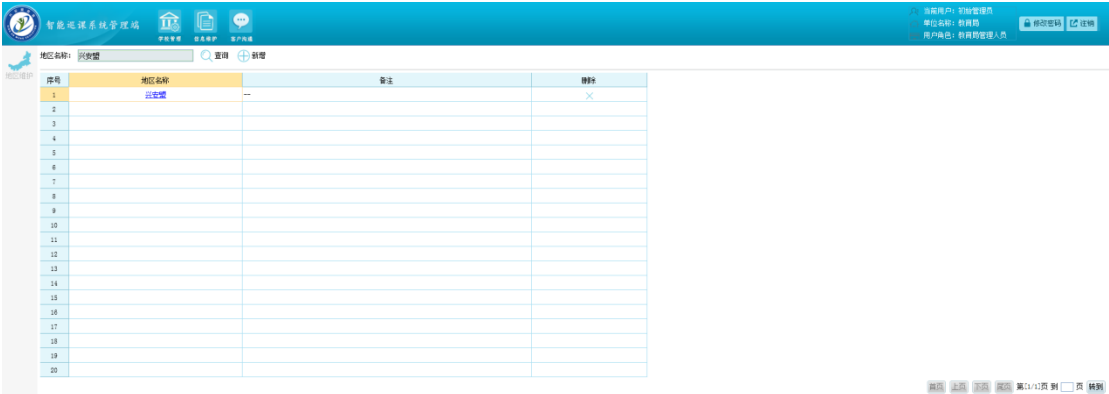 智能巡课系统管理端
学校管理 信息维护 客户沟通
当前用户：初始管理员
单位名称：教育局
用户角色：教育局管理人员
修改密码 注销
地区维护
地区名称： 兴安盟 查询 新增
序号 地区名称 备注 删除
1 兴安盟 --
2
3
4
5
6
7
8
9
10
11
12
13
14
15
16
17
18
19
20
首页 上页 下页 尾页 第[1/1]页 到 页 转到